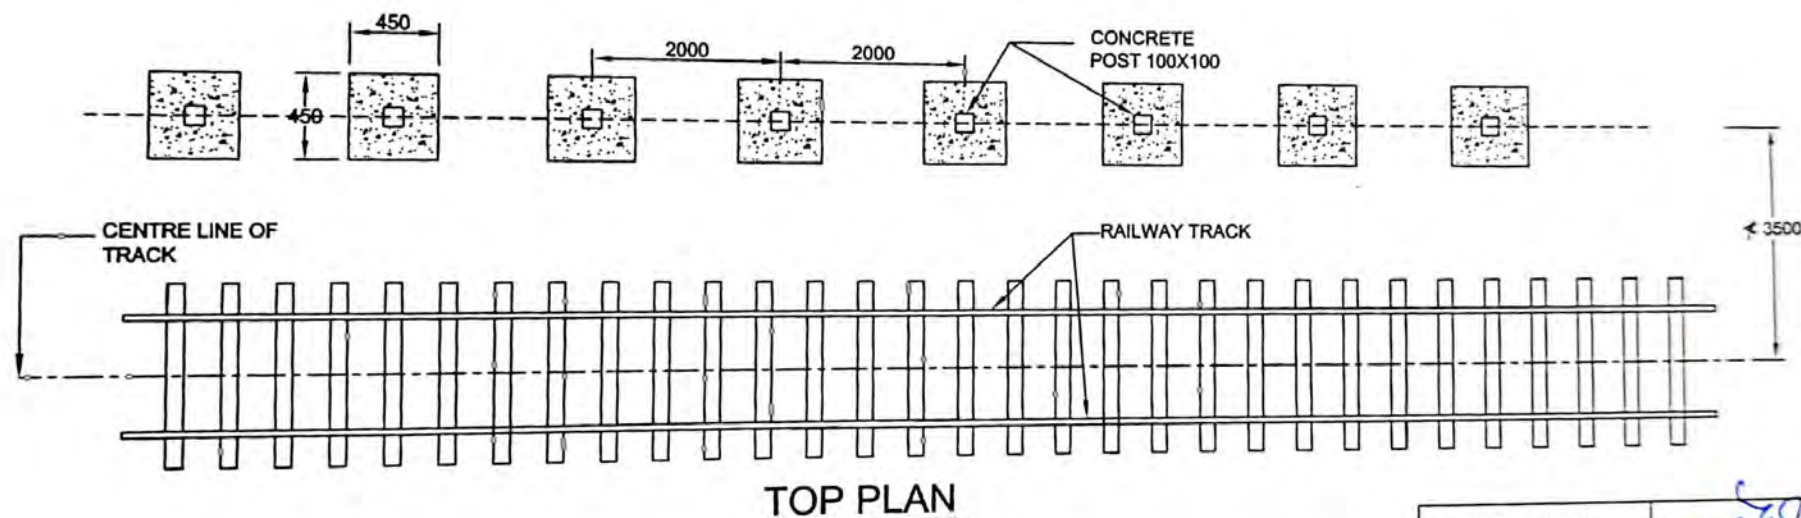 450
2000
2000
CONCRETE
POST 100X100
450
CENTRE LINE OF
TRACK
RAILWAY TRACK
3500
TOP PLAN